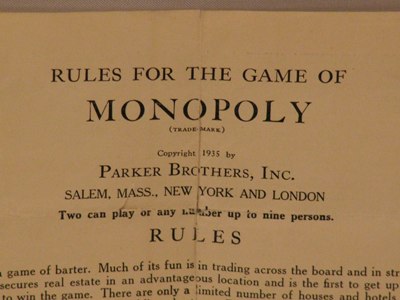 RULES FOR THE GAME OF
MONOPOLY
(TRADE-MARK)
Copyright 1935 by
PARKER BROTHERS, INC.
SALEM, MASS., NEW YORK AND LONDON
Two can play or any number up to nine persons.
RULES
a game of barter. Much of its fun is in trading across the board and in
secures real estate in an advantageous location and is the first to get up
to win the game. There are only a limited number of houses and hotels